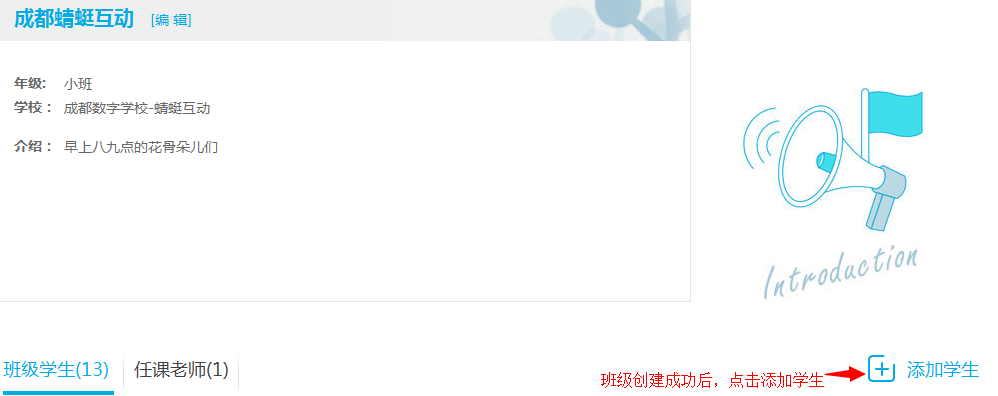 成都蜻蜓互动 [编 辑]
年级: 小班
学校： 成都数字学校-蜻蜓互动
介绍： 早上八九点的花骨朵儿们
Introduction
班级学生(13) 任课老师(1)
班级创建成功后，点击添加学生 添加学生